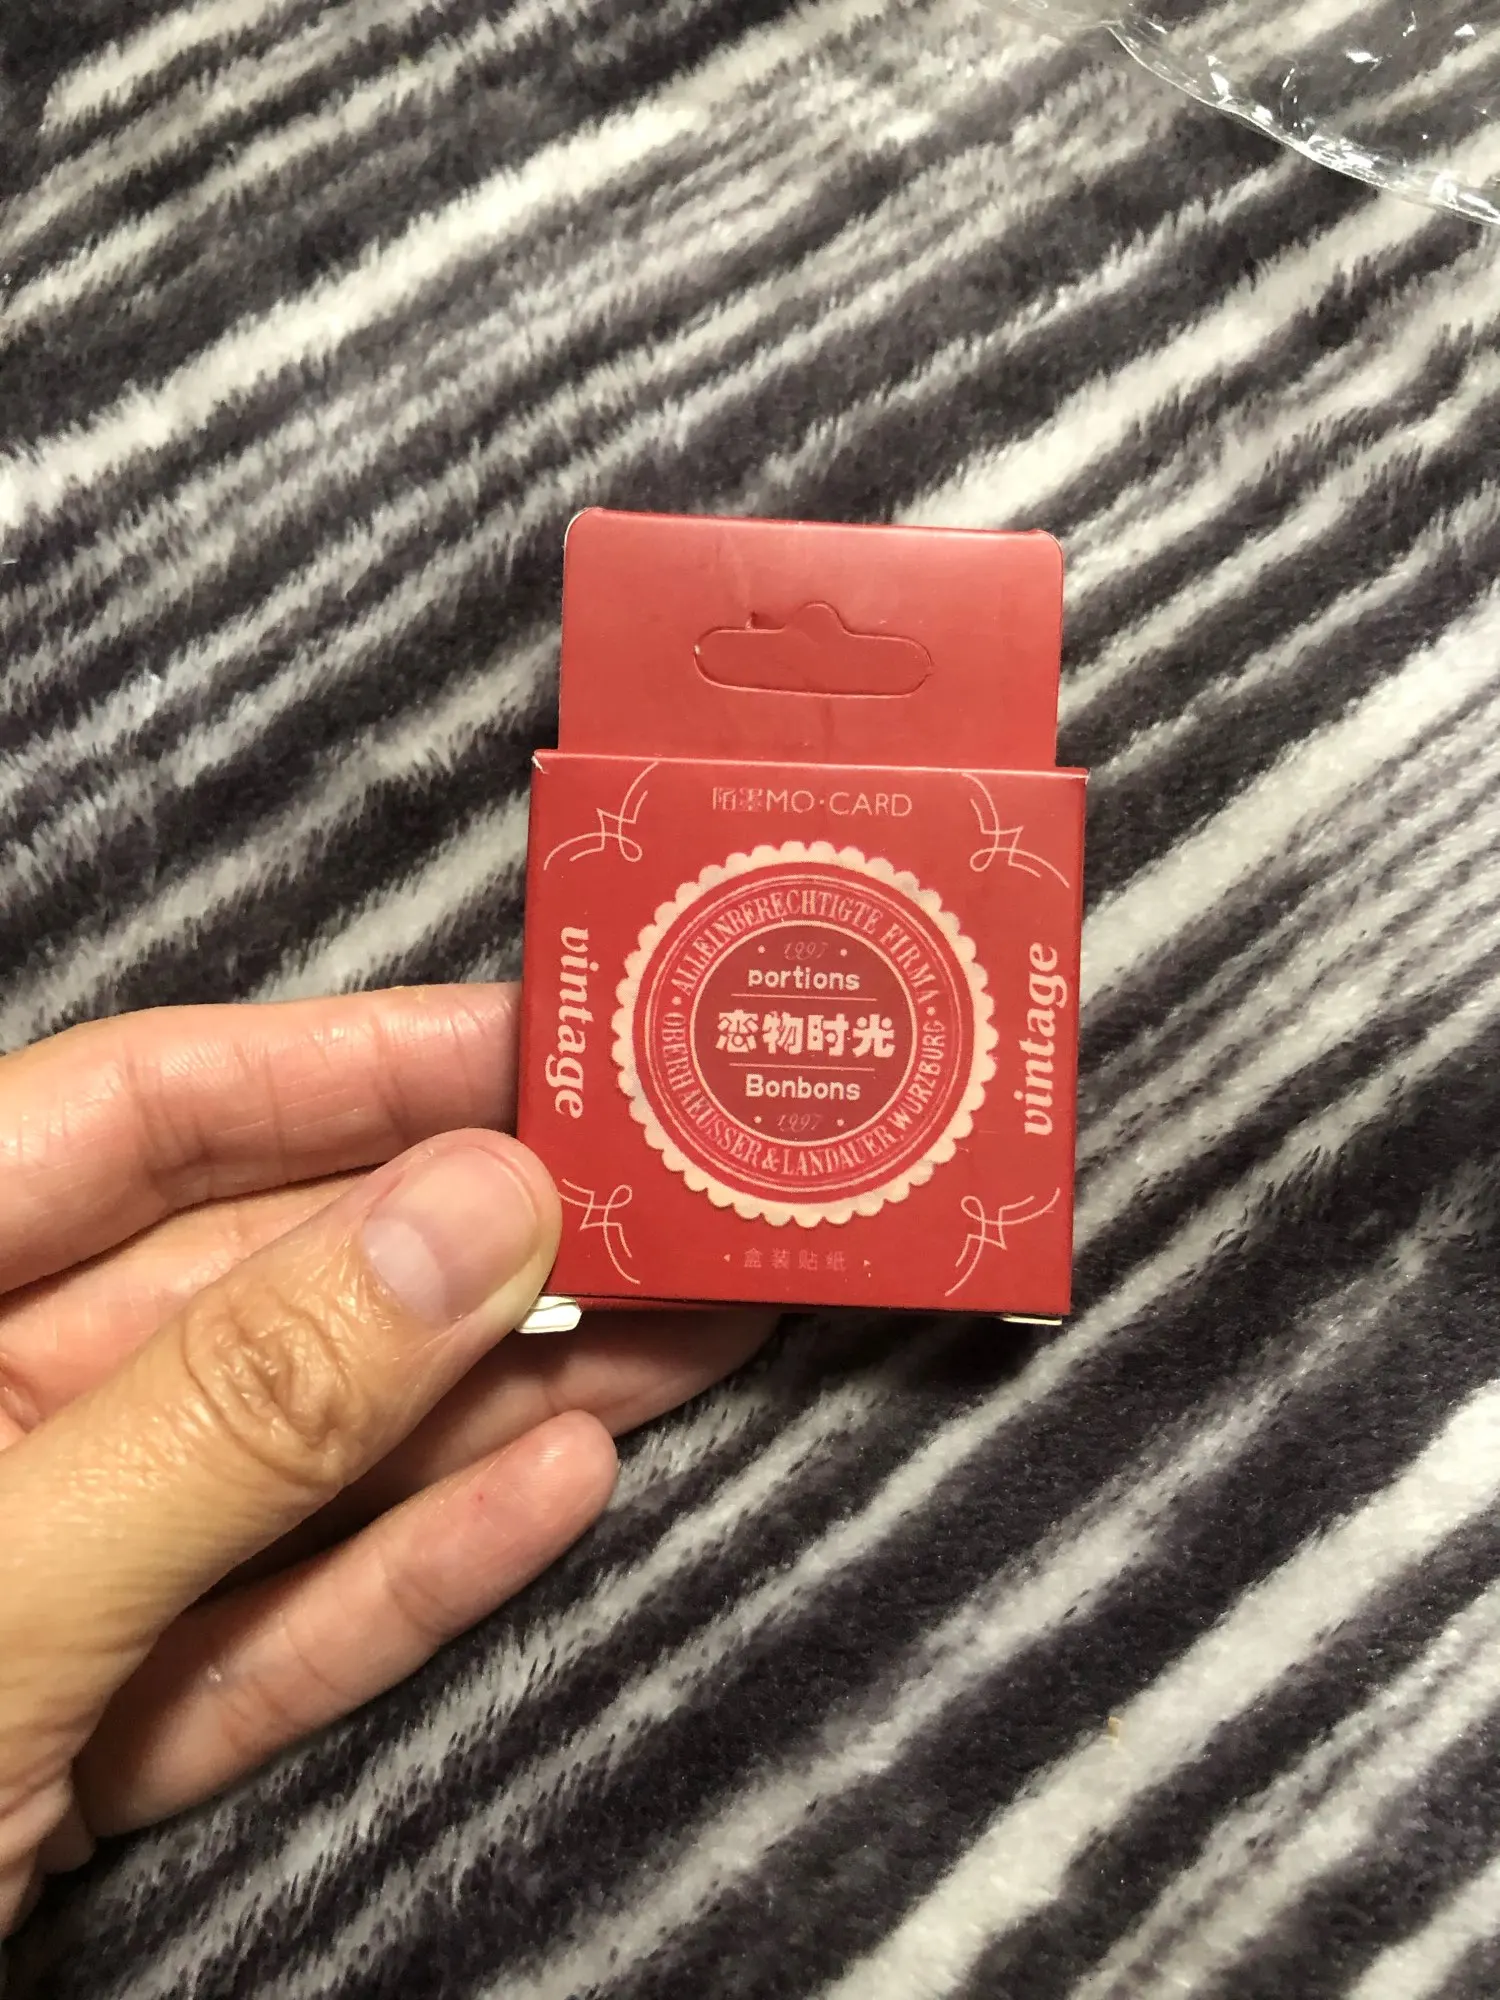 陌墨MO·CARD
vintage
• ALLEINBERECHTIGTE FIRMA •
• 1997 •
portions
恋物时光
Bonbons
• 1997 •
OBERHAEUSSER & LANDAUER, WURZBURG
vintage
盒装贴纸